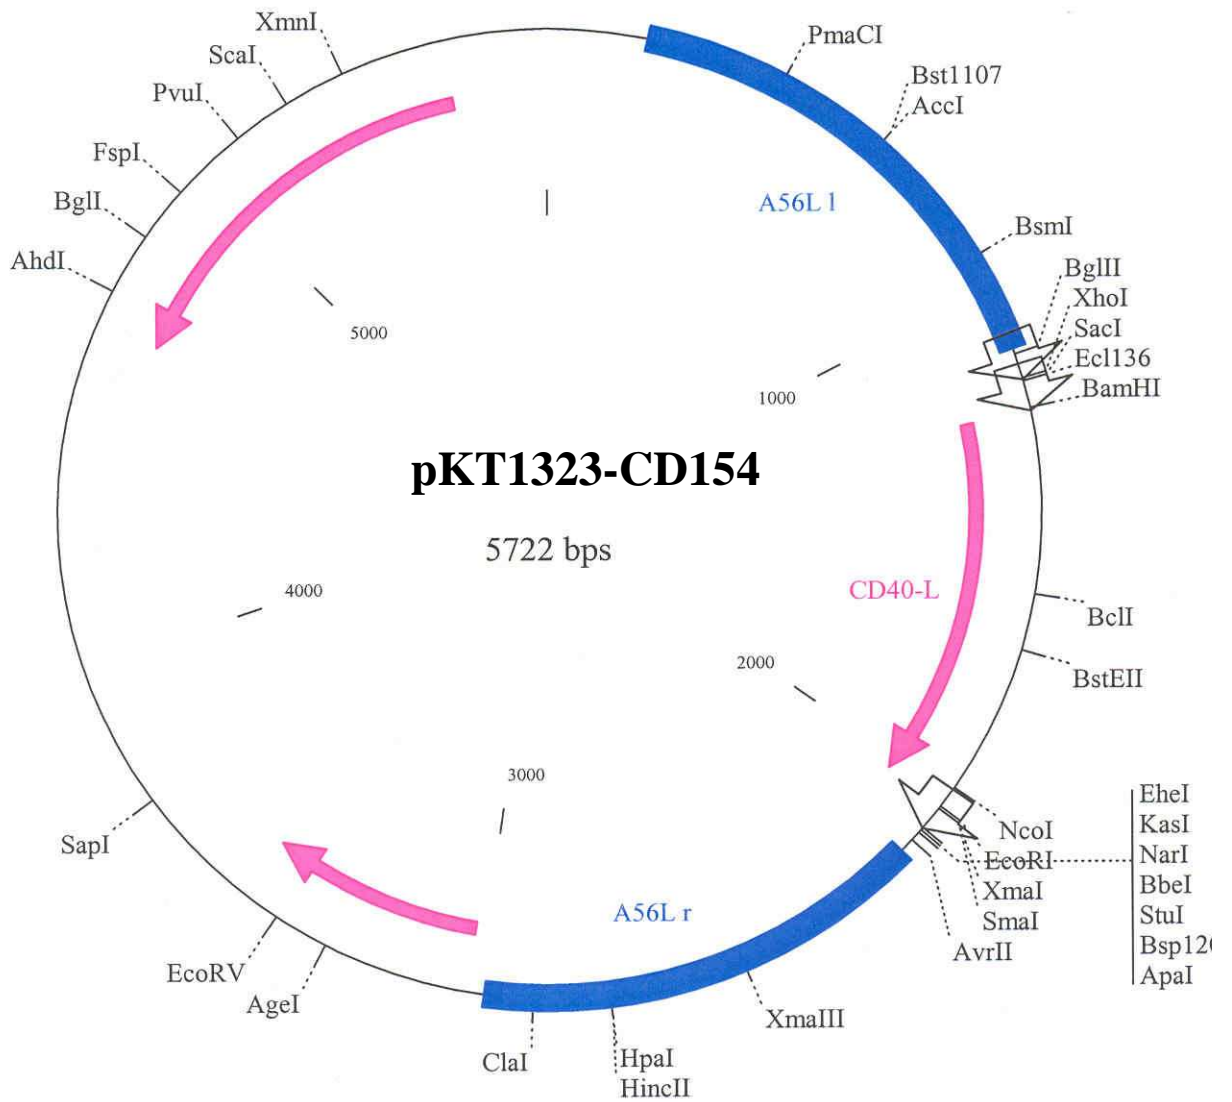 XmnI
ScaI
PvuI
FspI
BglI
AhdI
PmaCI
Bst1107
AccI
A56L l
BsmI
BglII
XhoI
SacI
Ecl136
BamHI
5000
1000
pKT1323-CD154
5722 bps
CD40-L
4000
2000
3000
BclI
BstEII
NcoI
EcoRI
XmaI
SmaI
AvrII
EheI
KasI
NarI
BbeI
StuI
Bsp120
ApaI
A56L r
XmaIII
HpaI
HincII
ClaI
AgeI
EcoRV
SapI